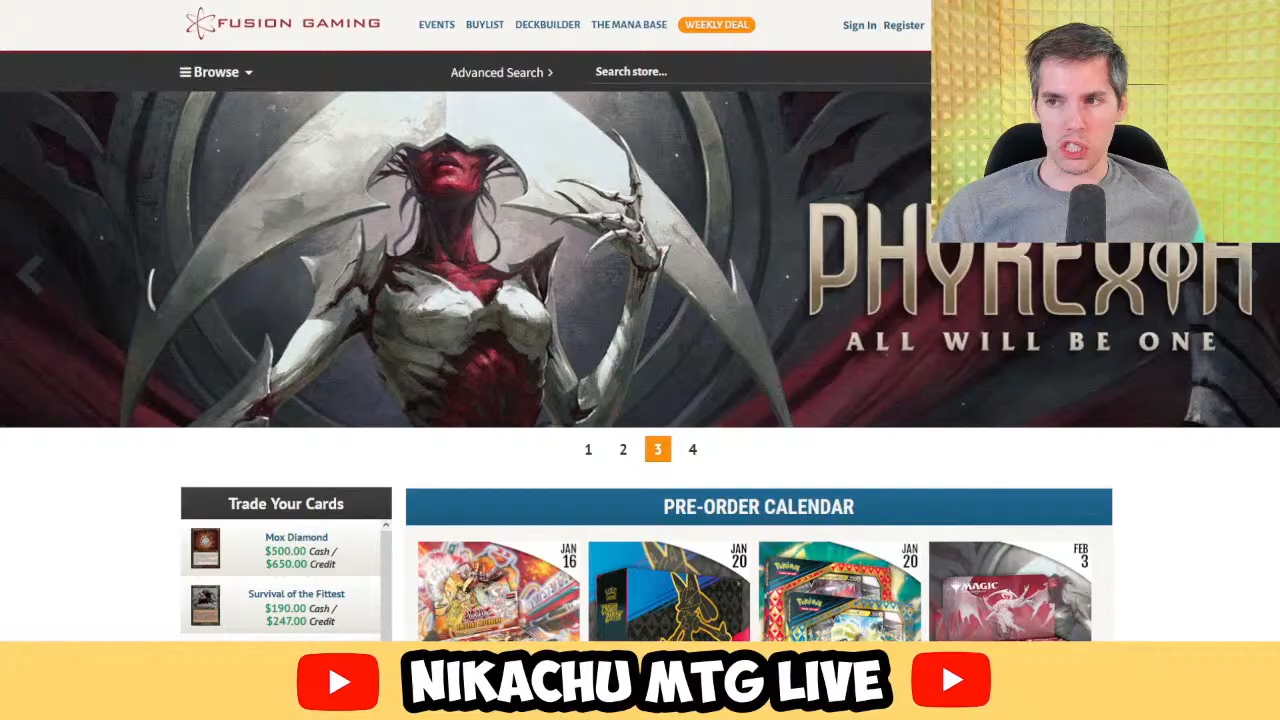 FUSION GAMING
EVENTS BUYLIST DECKBUILDER THE MANA BASE WEEKLY DEAL
Sign In Register
Browse
Advanced Search
Search store...
PHYREXIA
ALL WILL BE ONE
1 2 3 4
Trade Your Cards
Mox Diamond
$500.00 Cash /
$650.00 Credit
Survival of the Fittest
$190.00 Cash /
$247.00 Credit
PRE-ORDER CALENDAR
JAN
16
JAN
20
JAN
20
FEB
3
MAGIC
NIKACHU MTG LIVE